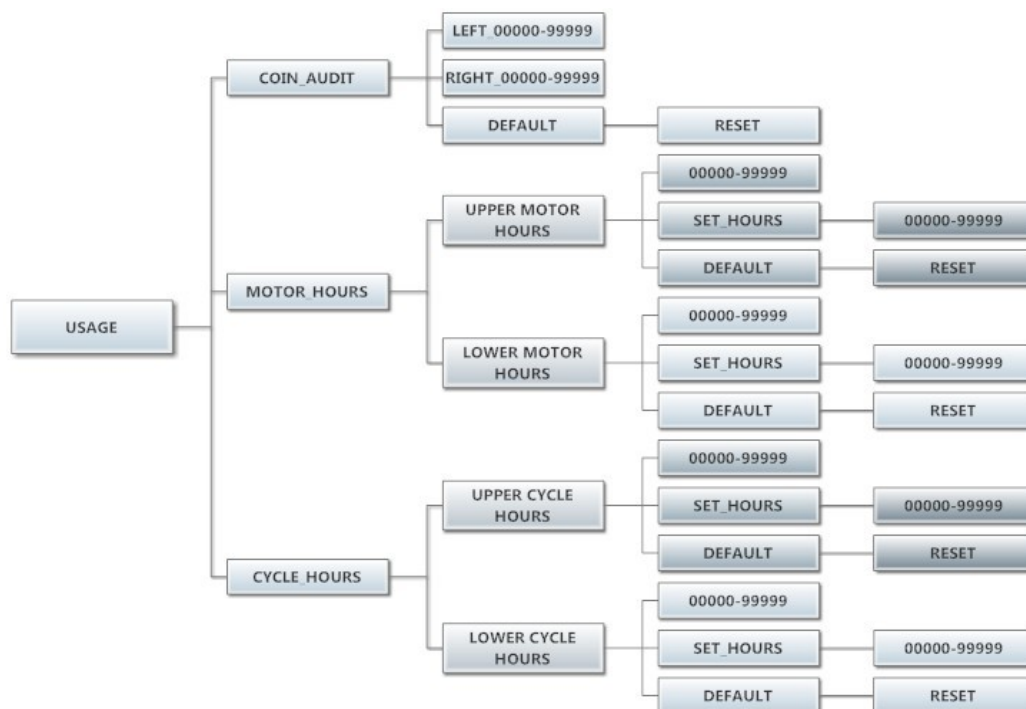 USAGE
COIN_AUDIT
LEFT_00000-99999
RIGHT_00000-99999
DEFAULT
RESET
MOTOR_HOURS
UPPER MOTOR
HOURS
00000-99999
SET_HOURS
00000-99999
DEFAULT
RESET
LOWER MOTOR
HOURS
00000-99999
SET_HOURS
00000-99999
DEFAULT
RESET
CYCLE_HOURS
UPPER CYCLE
HOURS
00000-99999
SET_HOURS
00000-99999
DEFAULT
RESET
LOWER CYCLE
HOURS
00000-99999
SET_HOURS
00000-99999
DEFAULT
RESET